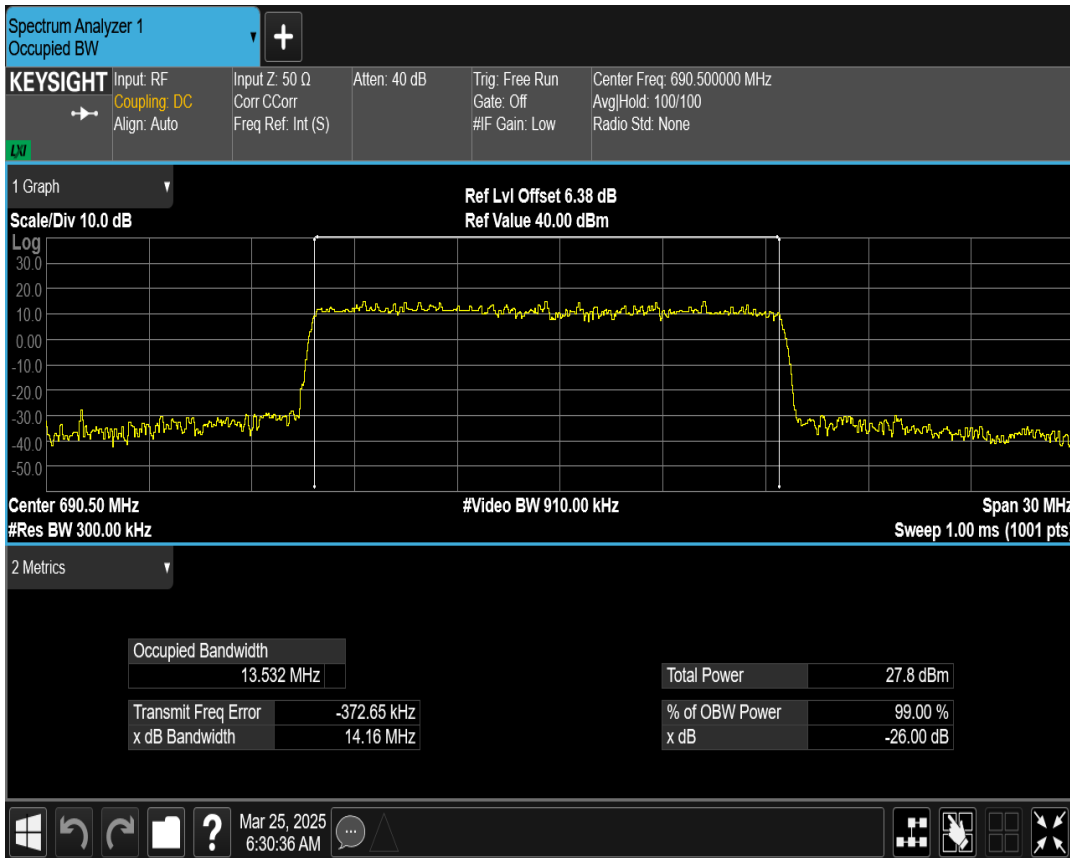 Spectrum Analyzer 1
Occupied BW
+
KEYSIGHT
LXI
Input: RF
Coupling: DC
Align: Auto
Input Z: 50 Ω
Corr CCorr
Freq Ref: Int (S)
Atten: 40 dB
Trig: Free Run
Gate: Off
#IF Gain: Low
Center Freq: 690.500000 MHz
Avg|Hold: 100/100
Radio Std: None
1 Graph
Scale/Div 10.0 dB
Ref Lvl Offset 6.38 dB
Ref Value 40.00 dBm
Log
30.0
20.0
10.0
0.00
-10.0
-20.0
-30.0
-40.0
-50.0
Center 690.50 MHz
#Video BW 910.00 kHz
Span 30 MHz
#Res BW 300.00 kHz
Sweep 1.00 ms (1001 pts)
2 Metrics
Occupied Bandwidth
13.532 MHz
Total Power 27.8 dBm
Transmit Freq Error -372.65 kHz
% of OBW Power 99.00 %
x dB Bandwidth 14.16 MHz
x dB -26.00 dB
?
Mar 25, 2025
6:30:36 AM